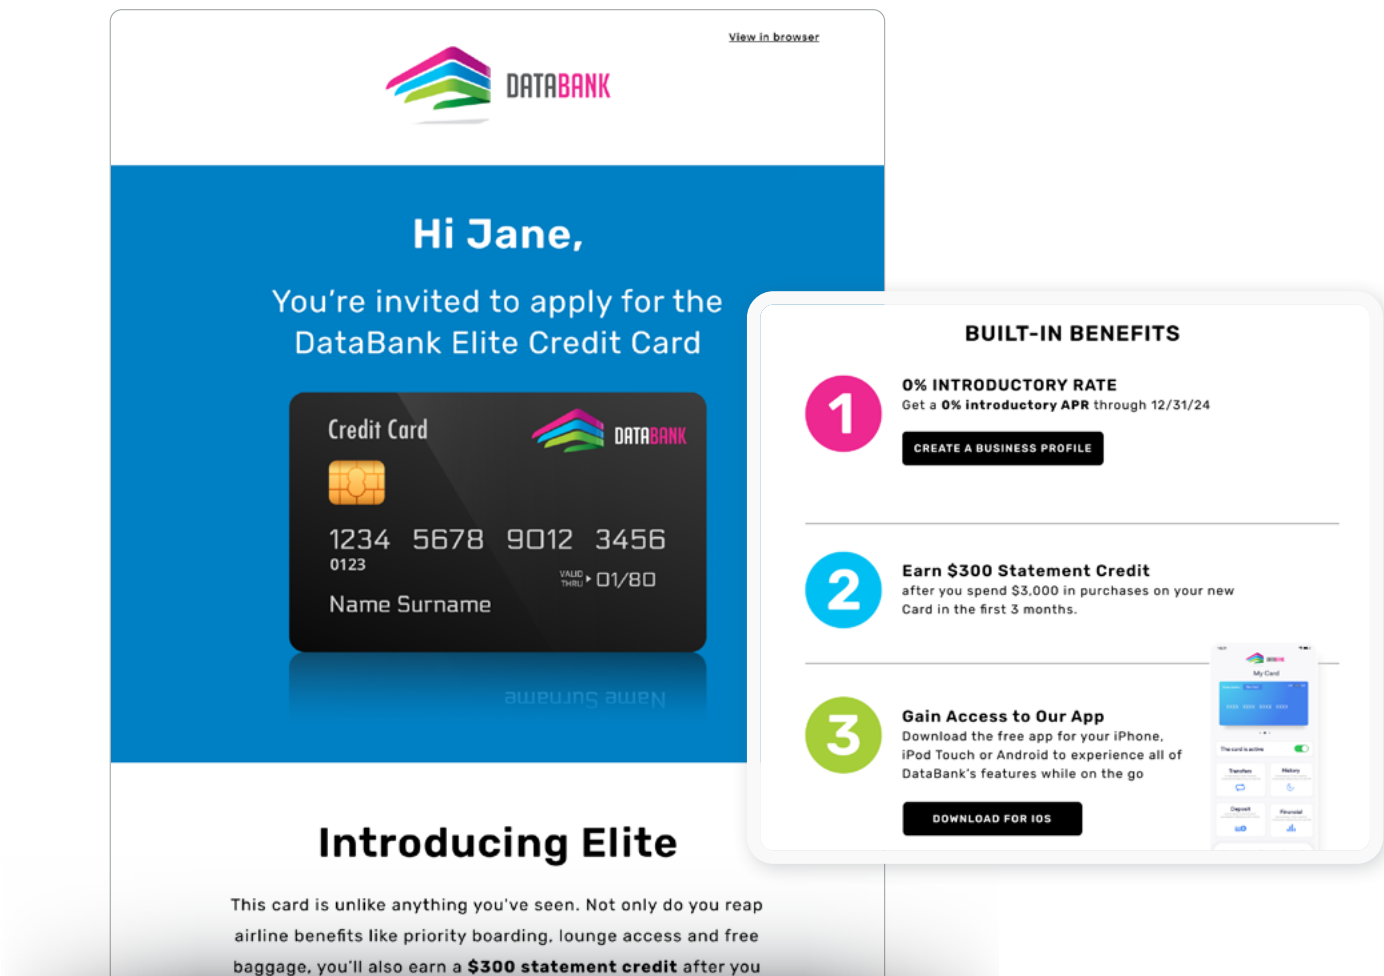 View in browser
DATABANK
Hi Jane,
You're invited to apply for the
DataBank Elite Credit Card
Credit Card
DATABANK
1234 5678 9012 3456
0123
VALID
THRU
01/80
Name Surname
Name Surname
Introducing Elite
This card is unlike anything you've seen. Not only do you reap
airline benefits like priority boarding, lounge access and free
baggage, you'll also earn a $300 statement credit after you
BUILT-IN BENEFITS
1
0% INTRODUCTORY RATE
Get a 0% introductory APR through 12/31/24
CREATE A BUSINESS PROFILE
2
Earn $300 Statement Credit
after you spend $3,000 in purchases on your new
Card in the first 3 months.
3
Gain Access to Our App
Download the free app for your iPhone,
iPod Touch or Android to experience all of
DataBank's features while on the go
DOWNLOAD FOR IOS
DATABANK
My Card
The card is active
Transfers
History
Deposit
Financial